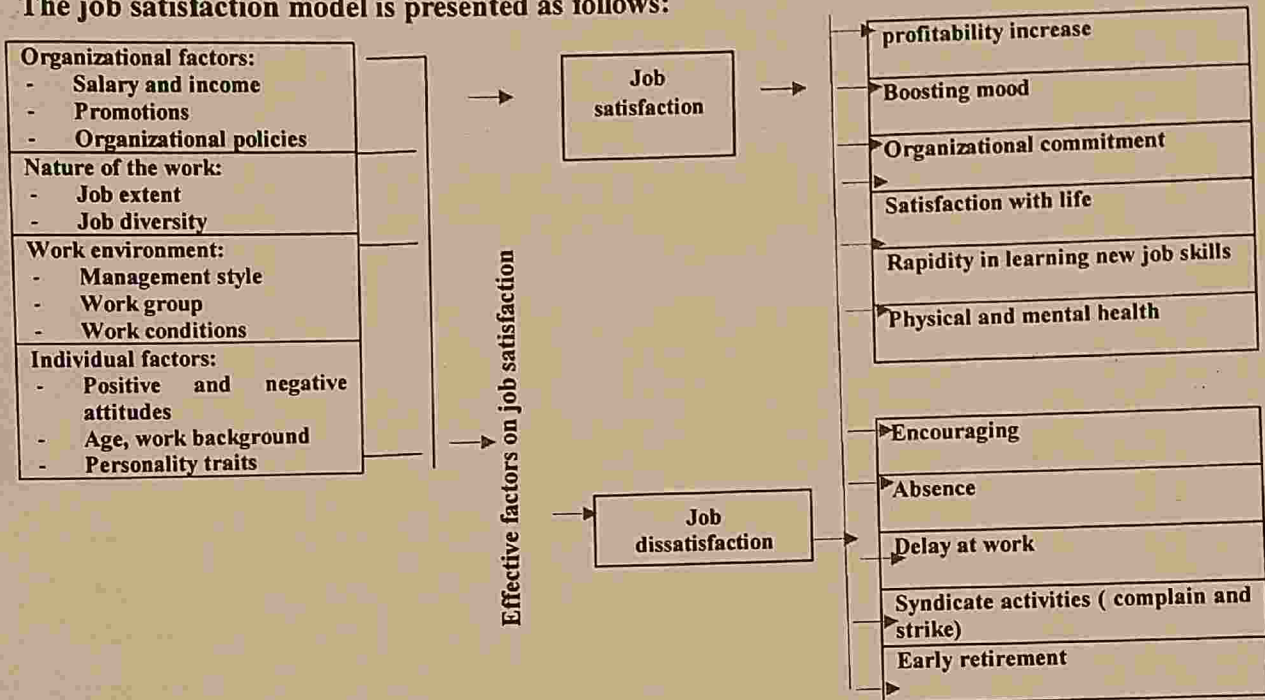 The job satisfaction model is presented as follows:
Organizational factors:
- Salary and income
- Promotions
- Organizational policies
Nature of the work:
- Job extent
- Job diversity
Work environment:
- Management style
- Work group
- Work conditions
Individual factors:
- Positive and negative
attitudes
- Age, work background
- Personality traits
Effective factors on job satisfaction
Job
satisfaction
Job
dissatisfaction
profitability increase
Boosting mood
Organizational commitment
Satisfaction with life
Rapidity in learning new job skills
Physical and mental health
Encouraging
Absence
Delay at work
Syndicate activities ( complain and
strike)
Early retirement